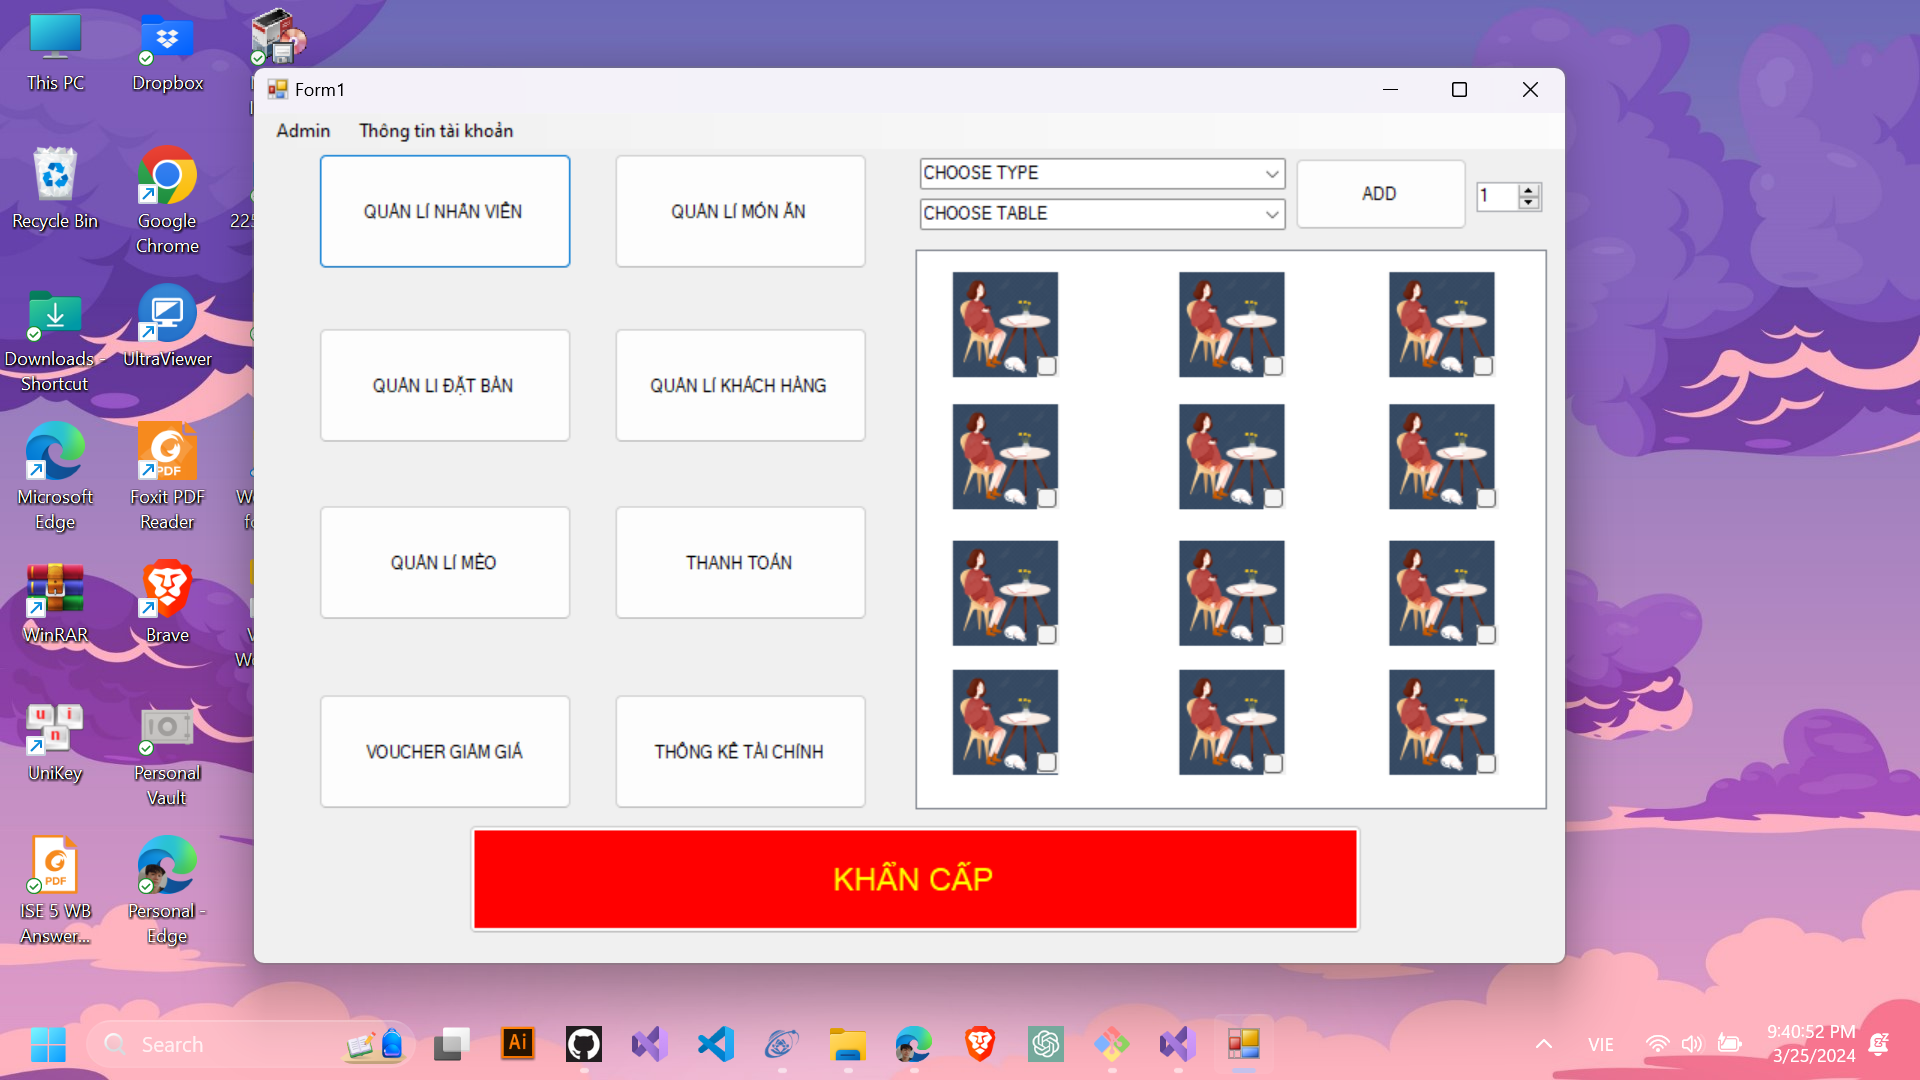 This PC
Dropbox
Recycle Bin
Google
Chrome
Downloads -
Shortcut
UltraViewer
Microsoft
Edge
Foxit PDF
Reader
WinRAR
Brave
UniKey
Personal
Vault
ISE 5 WB
Answer...
Personal -
Edge
Form1
Admin
Thông tin tài khoản
QUẢN LÍ NHÂN VIÊN
QUẢN LÍ MÓN ĂN
QUẢN LI ĐẶT BÀN
QUẢN LÍ KHÁCH HÀNG
QUẢN LÍ MÈO
THANH TOÁN
VOUCHER GIẢM GIÁ
THỐNG KÊ TÀI CHÍNH
CHOOSE TYPE
CHOOSE TABLE
ADD
1
KHẨN CẤP
Search
Ai
VIE
9:40:52 PM
3/25/2024